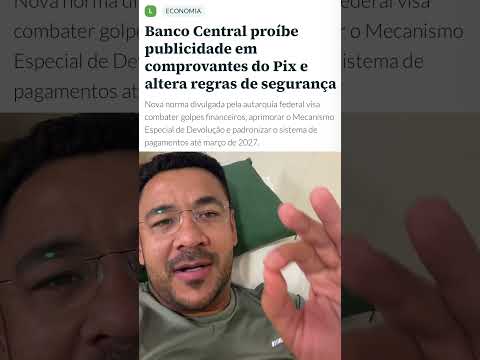 L ECONOMIA
Banco Central proíbe
publicidade em
comprovantes do Pix e
altera regras de segurança
Nova norma divulgada pela autarquia federal visa
combater golpes financeiros, aprimorar o Mecanismo
Especial de Devolução e padronizar o sistema de
pagamentos até março de 2027.